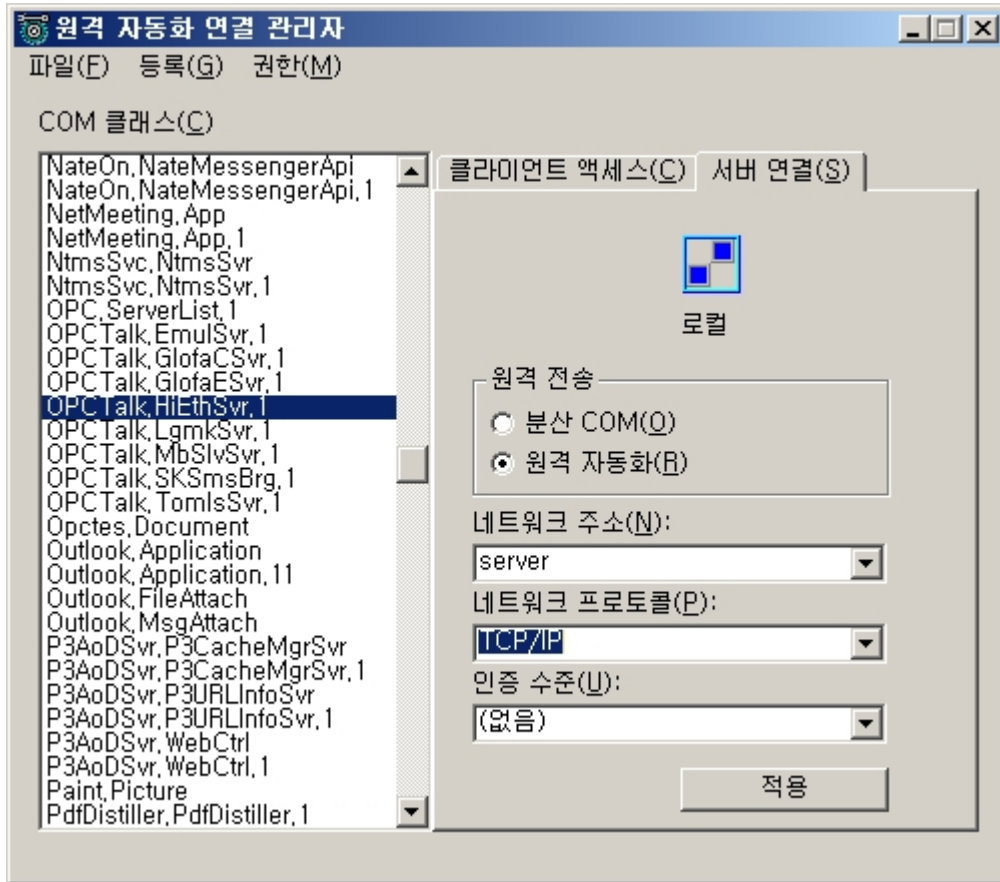 원격 자동화 연결 관리자
파일(F) 등록(G) 권한(M)
COM 클래스(C)
NateOn.NateMessengerApi
NateOn.NateMessengerApi.1
NetMeeting.App
NetMeeting.App.1
NtmsSvc.NtmsSvr
NtmsSvc.NtmsSvr.1
OPC.ServerList.1
OPCTalk.EmulSvr.1
OPCTalk.GlofaCSvr.1
OPCTalk.GlofaESvr.1
OPCTalk.HiEthSvr.1
OPCTalk.LgmkSvr.1
OPCTalk.MbSlvSvr.1
OPCTalk.SKSmsBrg.1
OPCTalk.TomlsSvr.1
Opctes.Document
Outlook.Application
Outlook.Application.11
Outlook.FileAttach
Outlook.MsgAttach
P3AoDSvr.P3CacheMgrSvr
P3AoDSvr.P3CacheMgrSvr.1
P3AoDSvr.P3URLInfoSvr
P3AoDSvr.P3URLInfoSvr.1
P3AoDSvr.WebCtrl
P3AoDSvr.WebCtrl.1
Paint.Picture
PdfDistiller.PdfDistiller.1
클라이언트 액세스(C) 서버 연결(S)
로컬
원격 전송
분산 COM(O)
원격 자동화(R)
네트워크 주소(N):
server
네트워크 프로토콜(P):
TCP/IP
인증 수준(U):
(없음)
적용